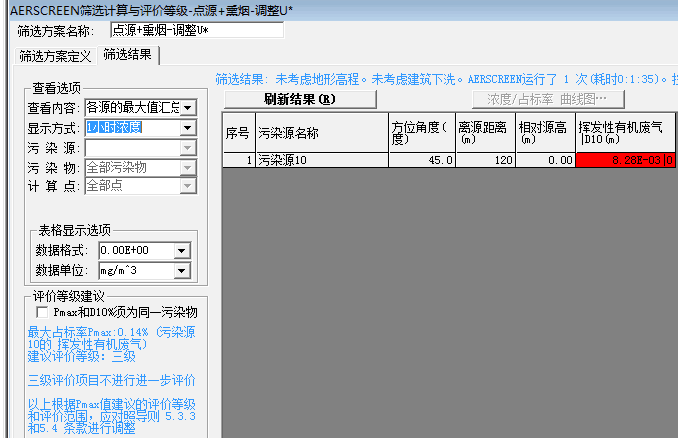 AERSCREEN筛选计算与评价等级-点源+熏烟-调整U*
筛选方案名称: 点源+熏烟-调整U*
筛选方案定义 筛选结果
筛选结果: 未考虑地形高程。未考虑建筑下洗。AERSCREEN运行了 1 次(耗时0:1:35)。
查看选项
查看内容: 各源的最大值汇总
显示方式: 1小时浓度
污 染 源:
污 染 物: 全部污染物
计 算 点: 全部点
表格显示选项
数据格式: 0.00E+00
数据单位: mg/m^3
评价等级建议
Pmax和D10%须为同一污染物
最大占标率Pmax:0.14% (污染源
10的 挥发性有机废气)
建议评价等级: 三级
三级评价项目不进行进一步评价
以上根据Pmax值建议的评价等级
和评价范围, 应对照导则 5.3.3
和5.4 条款进行调整
刷新结果(R) 浓度/占标率 曲线图…
序号 污染源名称 方位角度(度) 离源距离(m) 相对源高(m) 挥发性有机废气|D10(m)
1 污染源10 45.0 120 0.00 8.28E-03|0